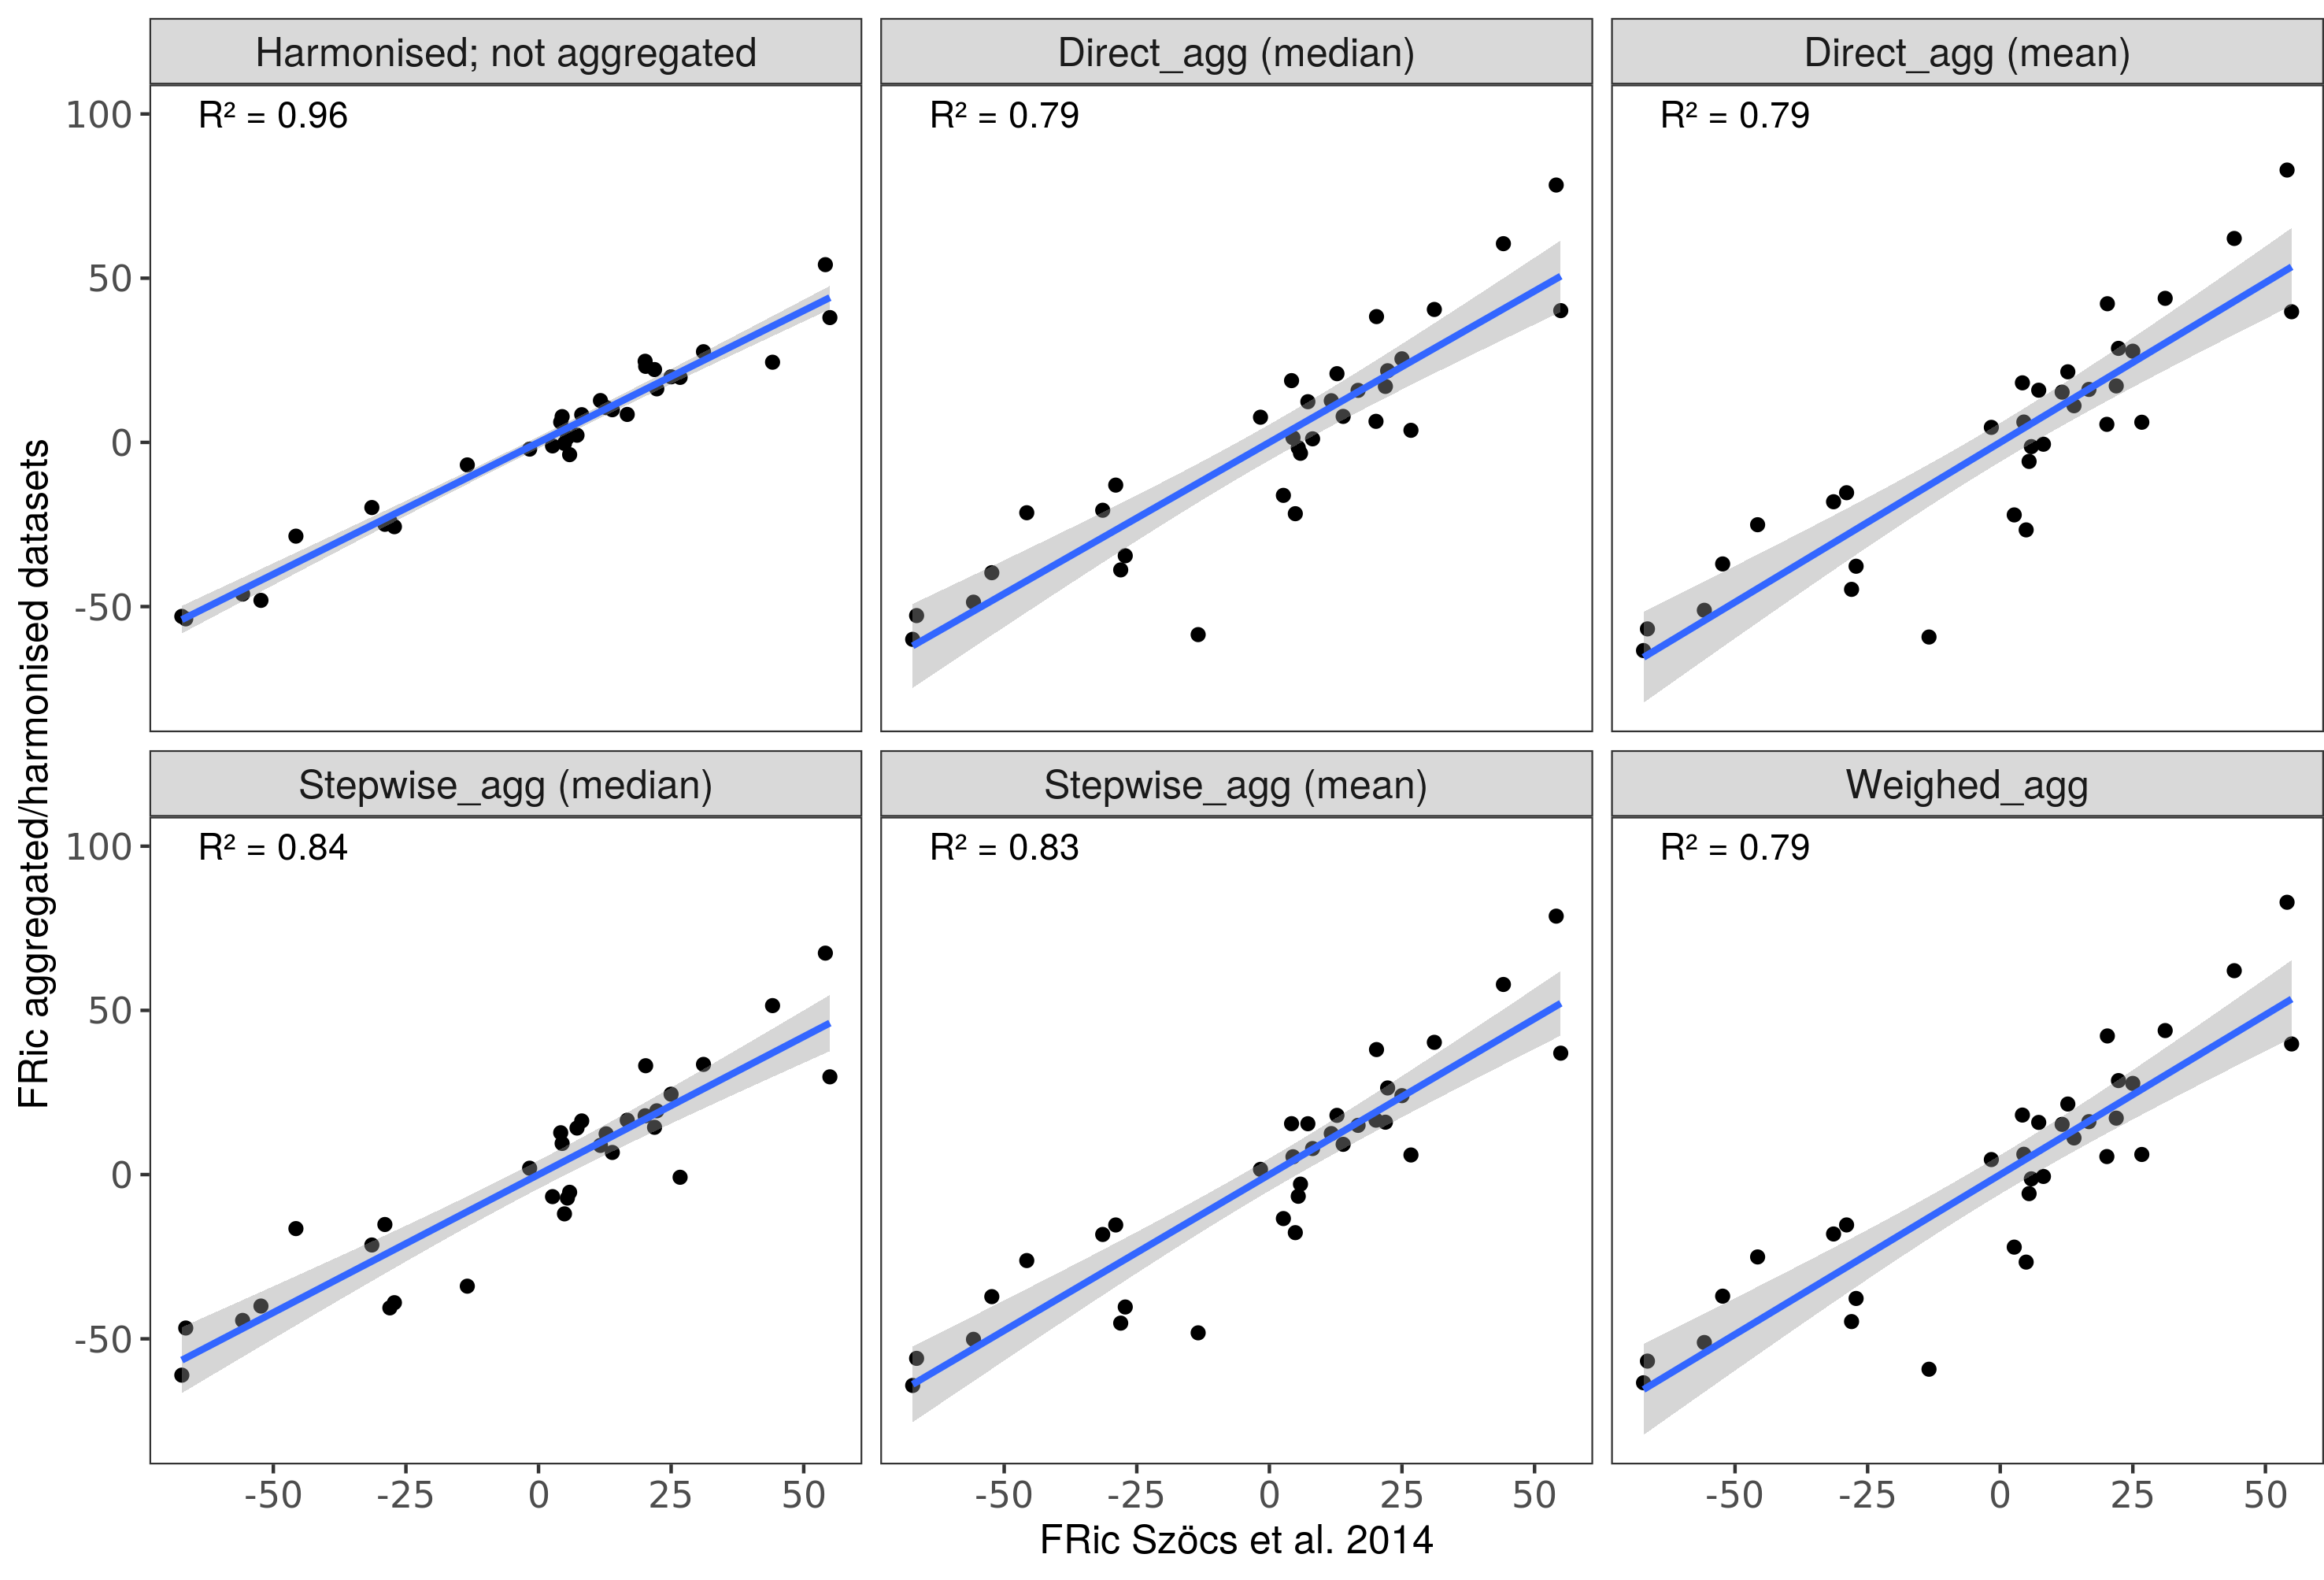 Harmonised; not aggregated
Direct_agg (median)
Direct_agg (mean)
R² = 0.96
R² = 0.79
R² = 0.79
100
50
0
-50
FRic aggregated/harmonised datasets
Stepwise_agg (median)
Stepwise_agg (mean)
Weighed_agg
R² = 0.84
R² = 0.83
R² = 0.79
100
50
0
-50
-50 -25 0 25 50
-50 -25 0 25 50
-50 -25 0 25 50
FRic Szöcs et al. 2014